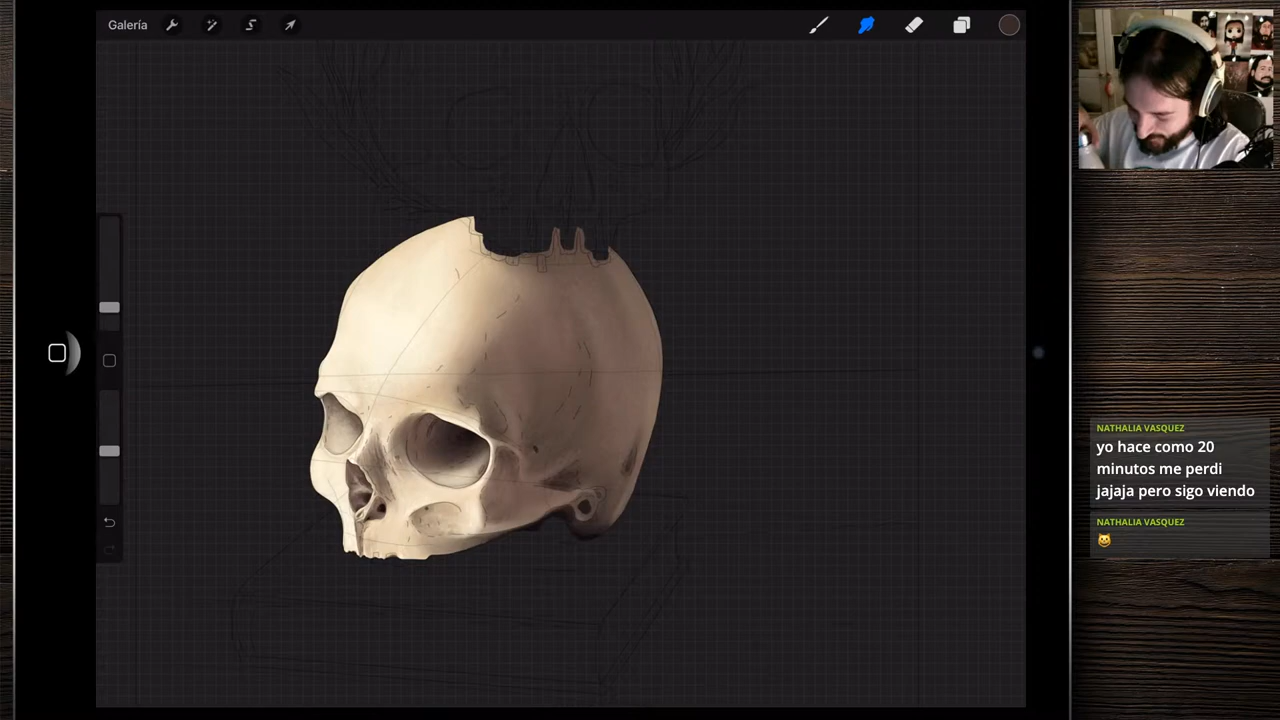 Galería
NATHALIA VASQUEZ
yo hace como 20
minutos me perdi
jajaja pero sigo viendo
NATHALIA VASQUEZ
😺